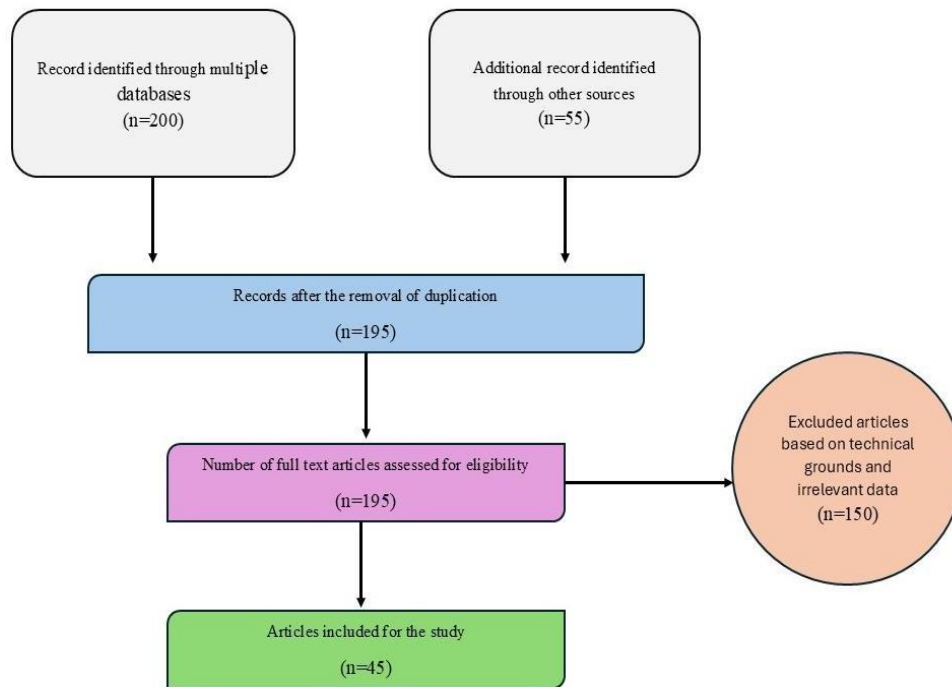 Record identified through multiple
databases
(n=200)
Additional record identified
through other sources
(n=55)
Records after the removal of duplication
(n=195)
Number of full text articles assessed for eligibility
(n=195)
Excluded articles
based on technical
grounds and
irrelevant data
(n=150)
Articles included for the study
(n=45)